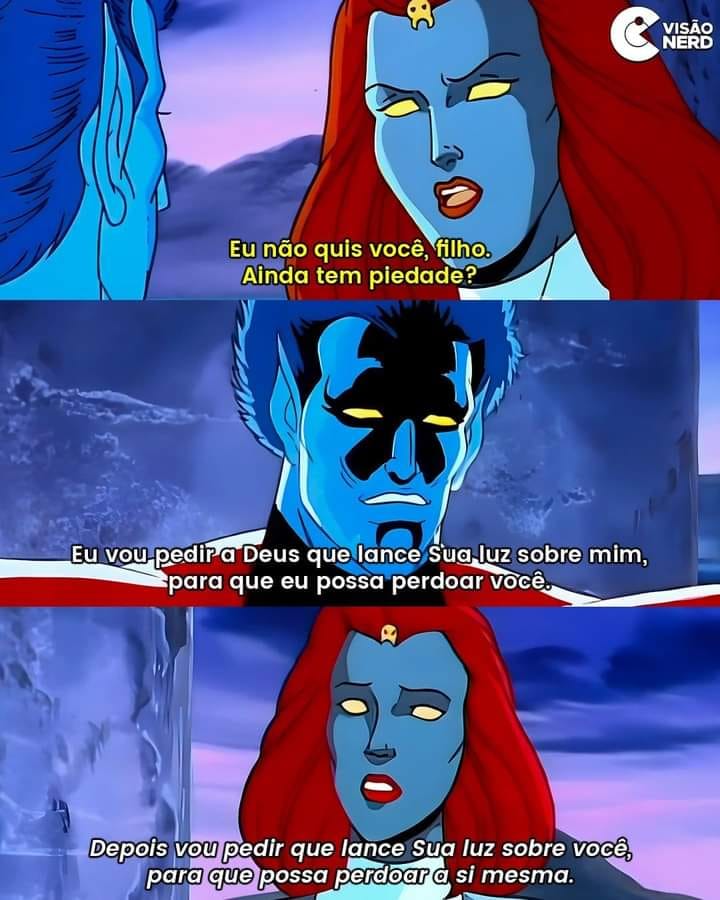 VISÃO
NERD
Eu não quis você, filho.
Ainda tem piedade?
Eu vou pedir a Deus que lance Sua luz sobre mim,
para que eu possa perdoar você.
Depois vou pedir que lance Sua luz sobre você,
para que possa perdoar a si mesma.